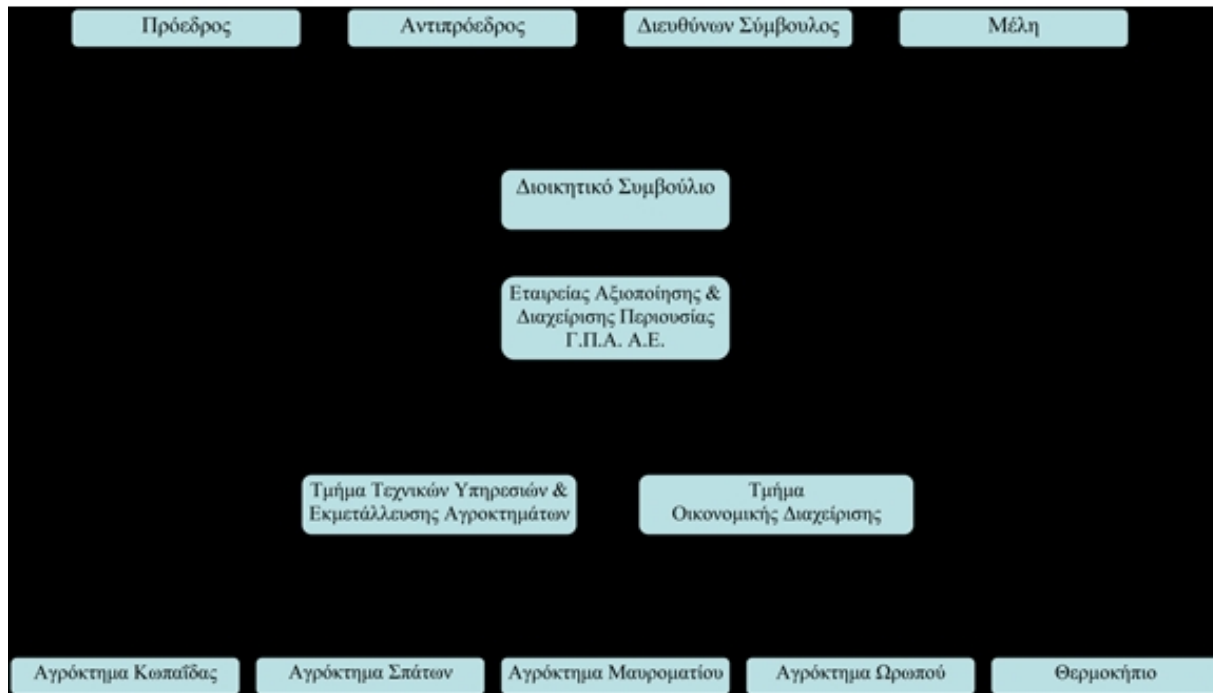 Πρόεδρος
Αντιπρόεδρος
Διευθύνων Σύμβουλος
Μέλη
Διοικητικό Συμβούλιο
Εταιρείας Αξιοποίησης &
Διαχείρισης Περιουσίας
Γ.Π.Α. Α.Ε.
Τμήμα Τεχνικών Υπηρεσιών &
Εκμετάλλευσης Αγροκτημάτων
Τμήμα
Οικονομικής Διαχείρισης
Αγρόκτημα Κωπαΐδας
Αγρόκτημα Σπάτων
Αγρόκτημα Μαυροματίου
Αγρόκτημα Ωρωπού
Θερμοκήπιο